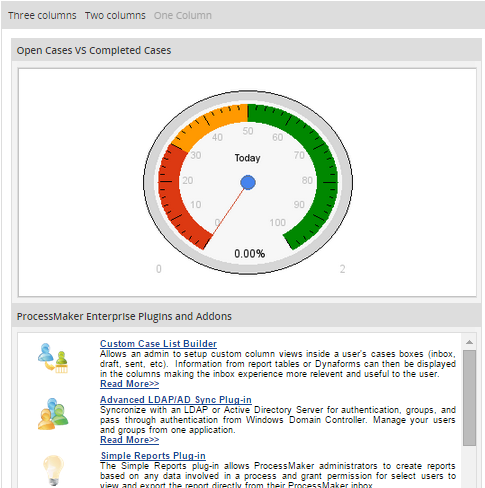 Three columns Two columns One Column
Open Cases VS Completed Cases
50
40 60
Today
30 70
20 80
10 90
0 100
0.00%
0 2
ProcessMaker Enterprise Plugins and Addons
Custom Case List Builder
Allows an admin to setup custom column views inside a user's cases boxes (inbox,
draft, sent, etc). Information from report tables or Dynaforms can then be displayed
in the columns making the inbox experience more relevent and useful to the user.
Read More>>
Advanced LDAP/AD Sync Plug-in
Syncronize with an LDAP or Active Directory Server for authentication, groups, and
pass through authentication from Windows Domain Controller. Manage your users
and groups from one application.
Read More>>
Simple Reports Plug-in
The Simple Reports plug-in allows ProcessMaker administrators to create reports
based on any data involved in a process and grant permission for select users to
view and export the report directly from their ProcessMaker inbox.